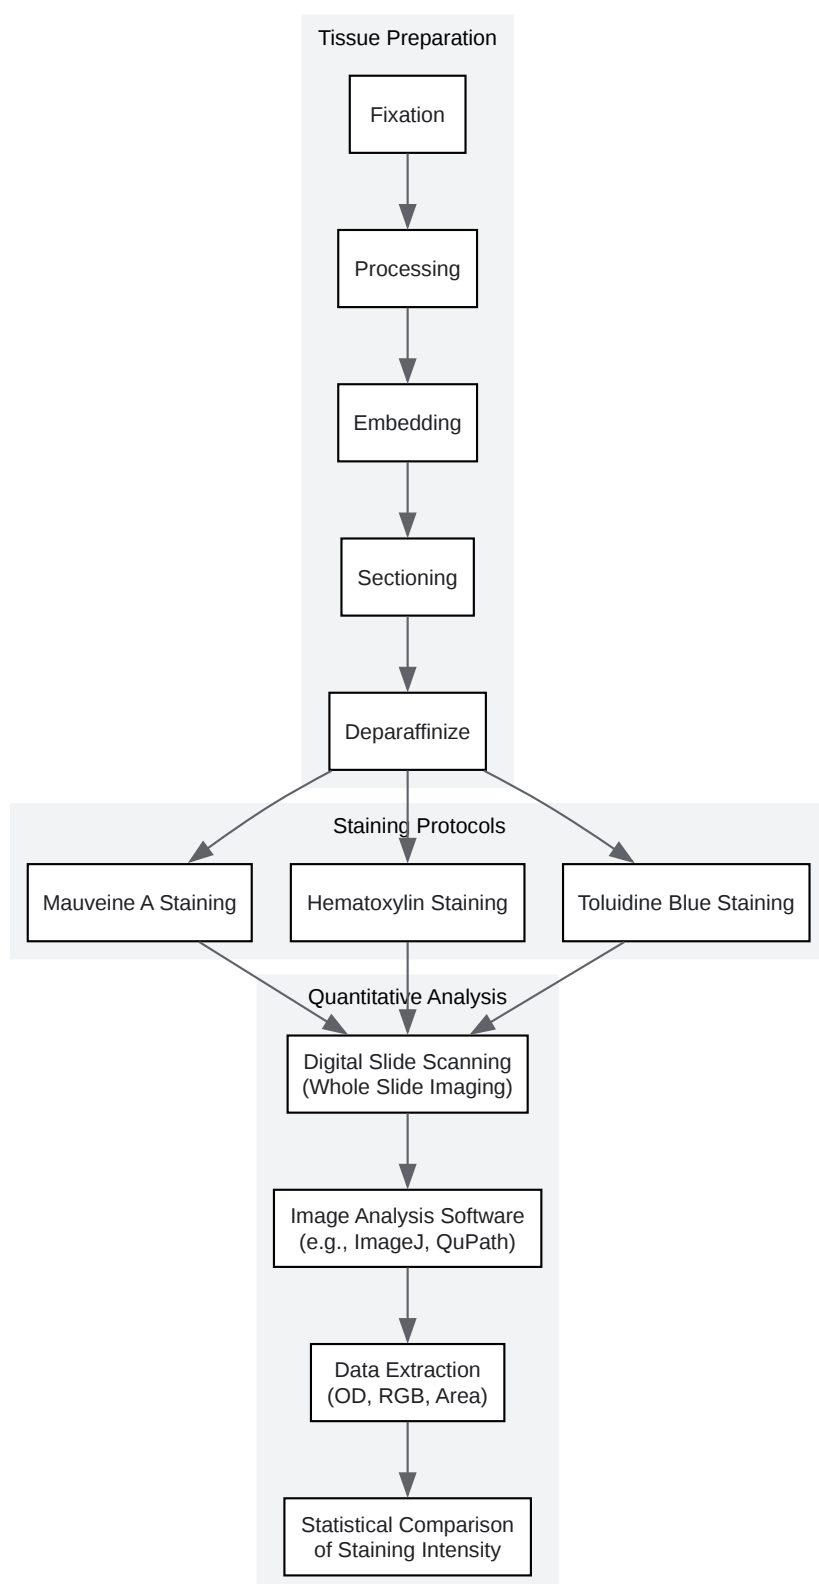 Tissue Preparation
Fixation
Processing
Embedding
Sectioning
Deparaffinize
Staining Protocols
Mauveine A Staining
Hematoxylin Staining
Toluidine Blue Staining
Quantitative Analysis
Digital Slide Scanning
(Whole Slide Imaging)
Image Analysis Software
(e.g., ImageJ, QuPath)
Data Extraction
(OD, RGB, Area)
Statistical Comparison
of Staining Intensity